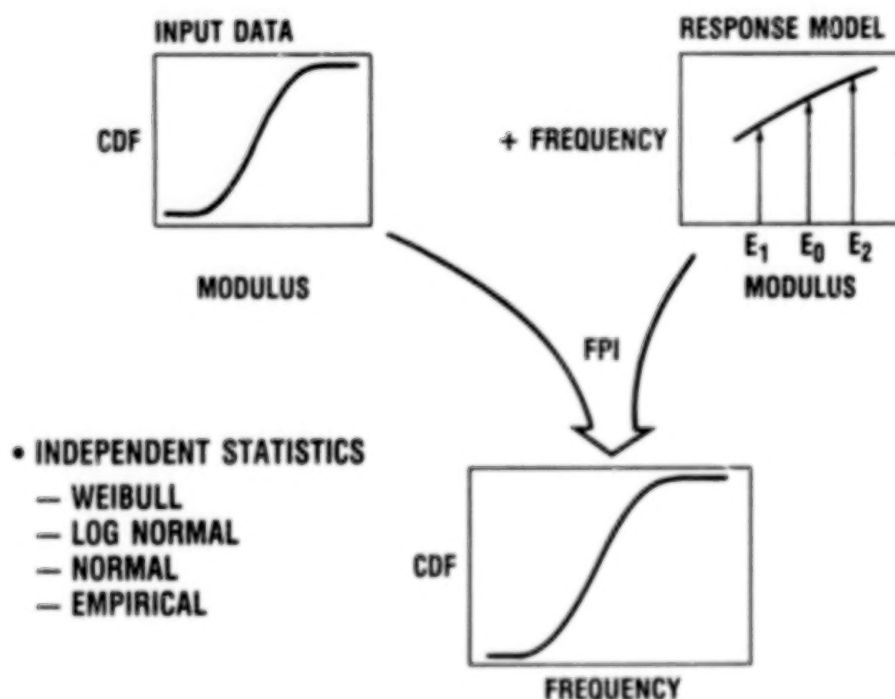 INPUT DATA
CDF
MODULUS
RESPONSE MODEL
+ FREQUENCY
E1 E0 E2
MODULUS
FPI
• INDEPENDENT STATISTICS
— WEIBULL
— LOG NORMAL
— NORMAL
— EMPIRICAL
CDF
FREQUENCY